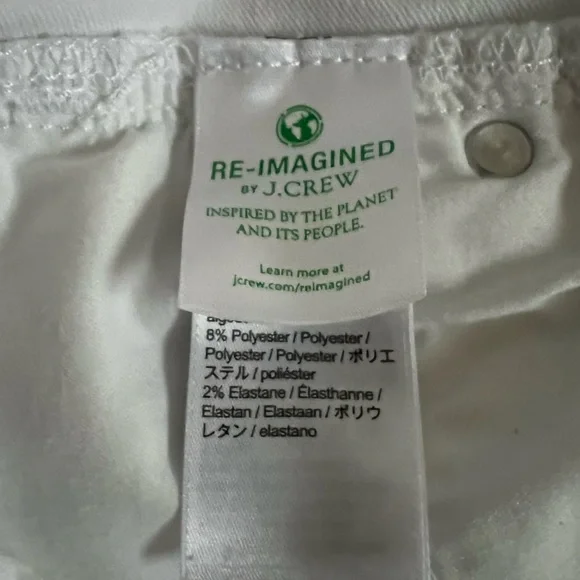 RE-IMAGINED
BY J.CREW
INSPIRED BY THE PLANET
AND ITS PEOPLE.
Learn more at
jcrew.com/reimagined
8% Polyester / Polyester /
Polyester / Polyester / ポリエ
ステル / poliéster
2% Elastane / Élasthanne /
Elastan / Elastaan / ポリウ
レタン / elastano